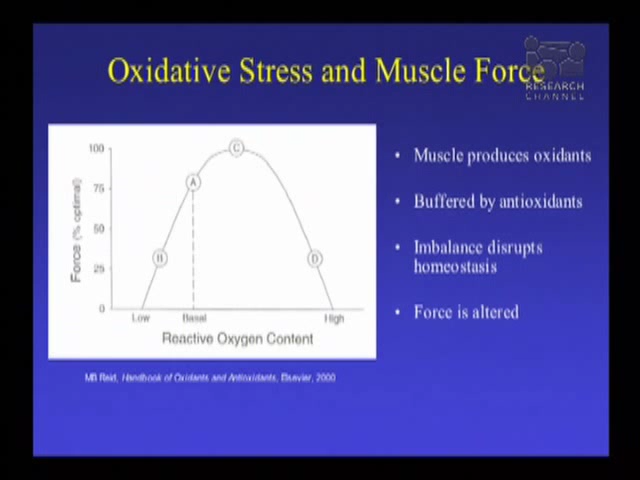 Oxidative Stress and Muscle Force
RESEARCH
CHANNEL
100
75
50
25
0
Force (% optimal)
A
B
C
D
Low
Basal
High
Reactive Oxygen Content
MB Reid, Handbook of Oxidants and Antioxidants, Elsevier, 2000
• Muscle produces oxidants
• Buffered by antioxidants
• Imbalance disrupts
homeostasis
• Force is altered